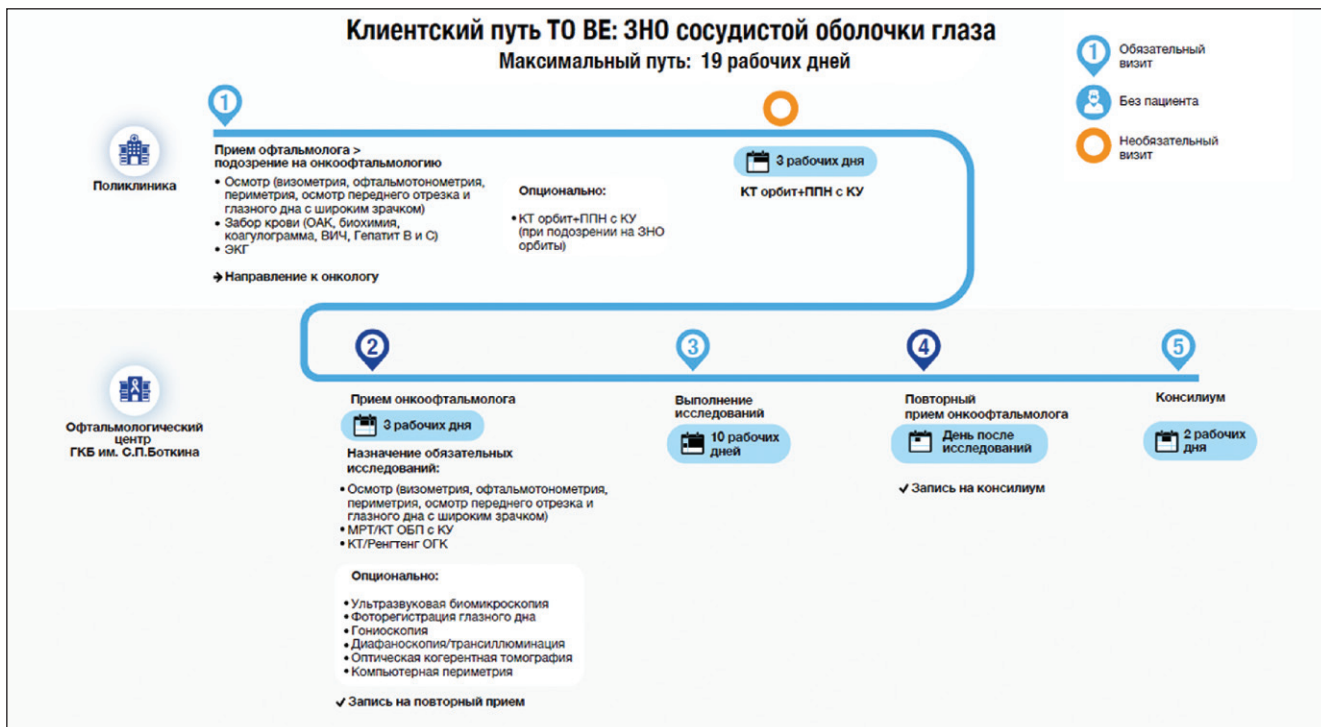 Клиентский путь TO BE: ЗНО сосудистой оболочки глаза
Максимальный путь: 19 рабочих дней
1
Обязательный
визит
Без пациента
Необязательный
визит
1
Поликлиника
Прием офтальмолога >
подозрение на онкоофтальмологию
• Осмотр (визометрия, офтальмотонометрия,
периметрия, осмотр переднего отрезка и
глазного дна с широким зрачком)
• Забор крови (ОАК, биохимия,
коагулограмма, ВИЧ, Гепатит В и С)
• ЭКГ
➔ Направление к онкологу
Опционально:
• КТ орбит+ППН с КУ
(при подозрении на ЗНО
орбиты)
3 рабочих дня
КТ орбит+ППН с КУ
Офтальмологический
центр
ГКБ им. С.П.Боткина
2
Прием онкоофтальмолога
3 рабочих дня
Назначение обязательных
исследований:
• Осмотр (визометрия, офтальмотонометрия,
периметрия, осмотр переднего отрезка и
глазного дна с широким зрачком)
• МРТ/КТ ОБП с КУ
• КТ/Ренгтенг ОГК
Опционально:
• Ультразвуковая биомикроскопия
• Фоторегистрация глазного дна
• Гониоскопия
• Диафаноскопия/трансиллюминация
• Оптическая когерентная томография
• Компьютерная периметрия
✓ Запись на повторный прием
3
Выполнение
исследований
10 рабочих
дней
4
Повторный
прием онкоофтальмолога
День после
исследований
✓ Запись на консилиум
5
Консилиум
2 рабочих
дня